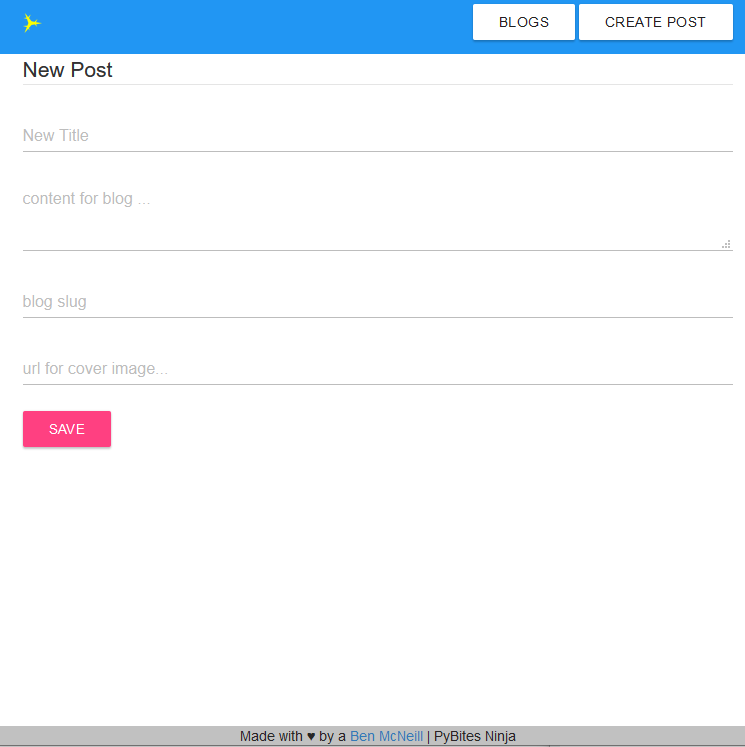 BLOGS CREATE POST
New Post
New Title
content for blog ...
blog slug
url for cover image...
SAVE
Made with ♥ by a Ben McNeill | PyBites Ninja